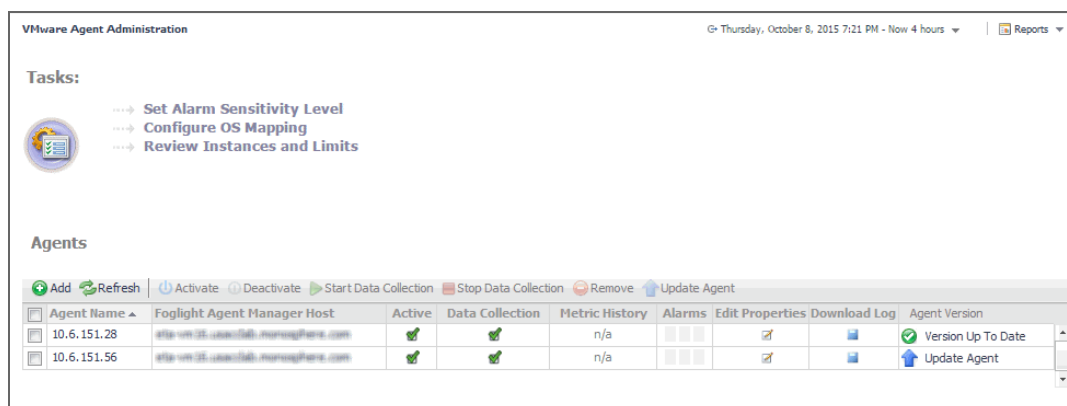 VMware Agent Administration
Thursday, October 8, 2015 7:21 PM - Now 4 hours
Reports
Tasks:
Set Alarm Sensitivity Level
Configure OS Mapping
Review Instances and Limits
Agents
Add Refresh Activate Deactivate Start Data Collection Stop Data Collection Remove Update Agent
Agent Name Foglight Agent Manager Host Active Data Collection Metric History Alarms Edit Properties Download Log Agent Version
10.6.151.28 n/a Version Up To Date
10.6.151.56 n/a Update Agent